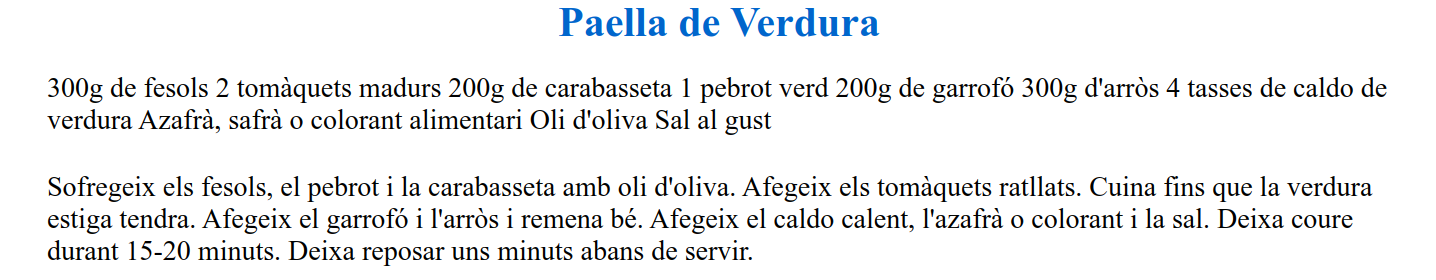 Paella de Verdura
300g de fesols 2 tomàquets madurs 200g de carabasseta 1 pebrot verd 200g de garrofó 300g d'arròs 4 tasses de caldo de
verdura Azafrà, safrà o colorant alimentari Oli d'oliva Sal al gust
Sofregeix els fesols, el pebrot i la carabasseta amb oli d'oliva. Afegeix els tomàquets ratllats. Cuina fins que la verdura
estiga tendra. Afegeix el garrofó i l'arròs i remena bé. Afegeix el caldo calent, l'azafrà o colorant i la sal. Deixa coure
durant 15-20 minuts. Deixa reposar uns minuts abans de servir.